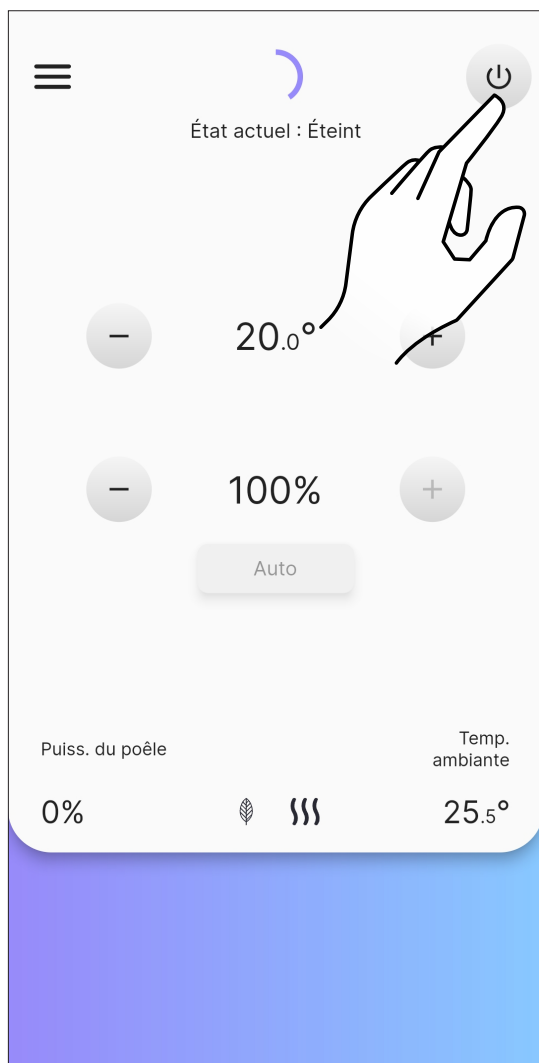 État actuel : Éteint
20.0°
100%
Auto
Puiss. du poêle
Temp.
ambiante
0%
25.5°